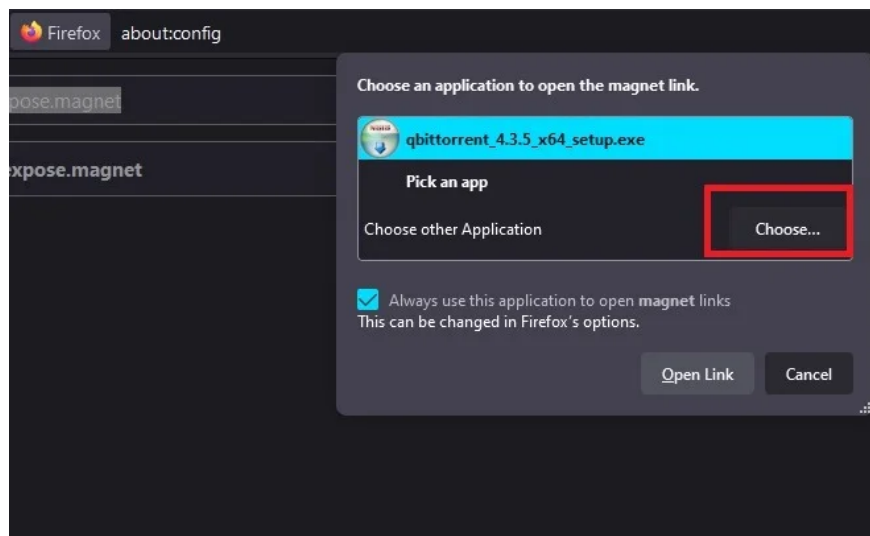 Firefox about:config
Choose an application to open the magnet link.
pose.magnet
qbittorrent_4.3.5_x64_setup.exe
xpose.magnet
Pick an app
Choose other Application Choose...
Always use this application to open magnet links
This can be changed in Firefox's options.
Open Link Cancel